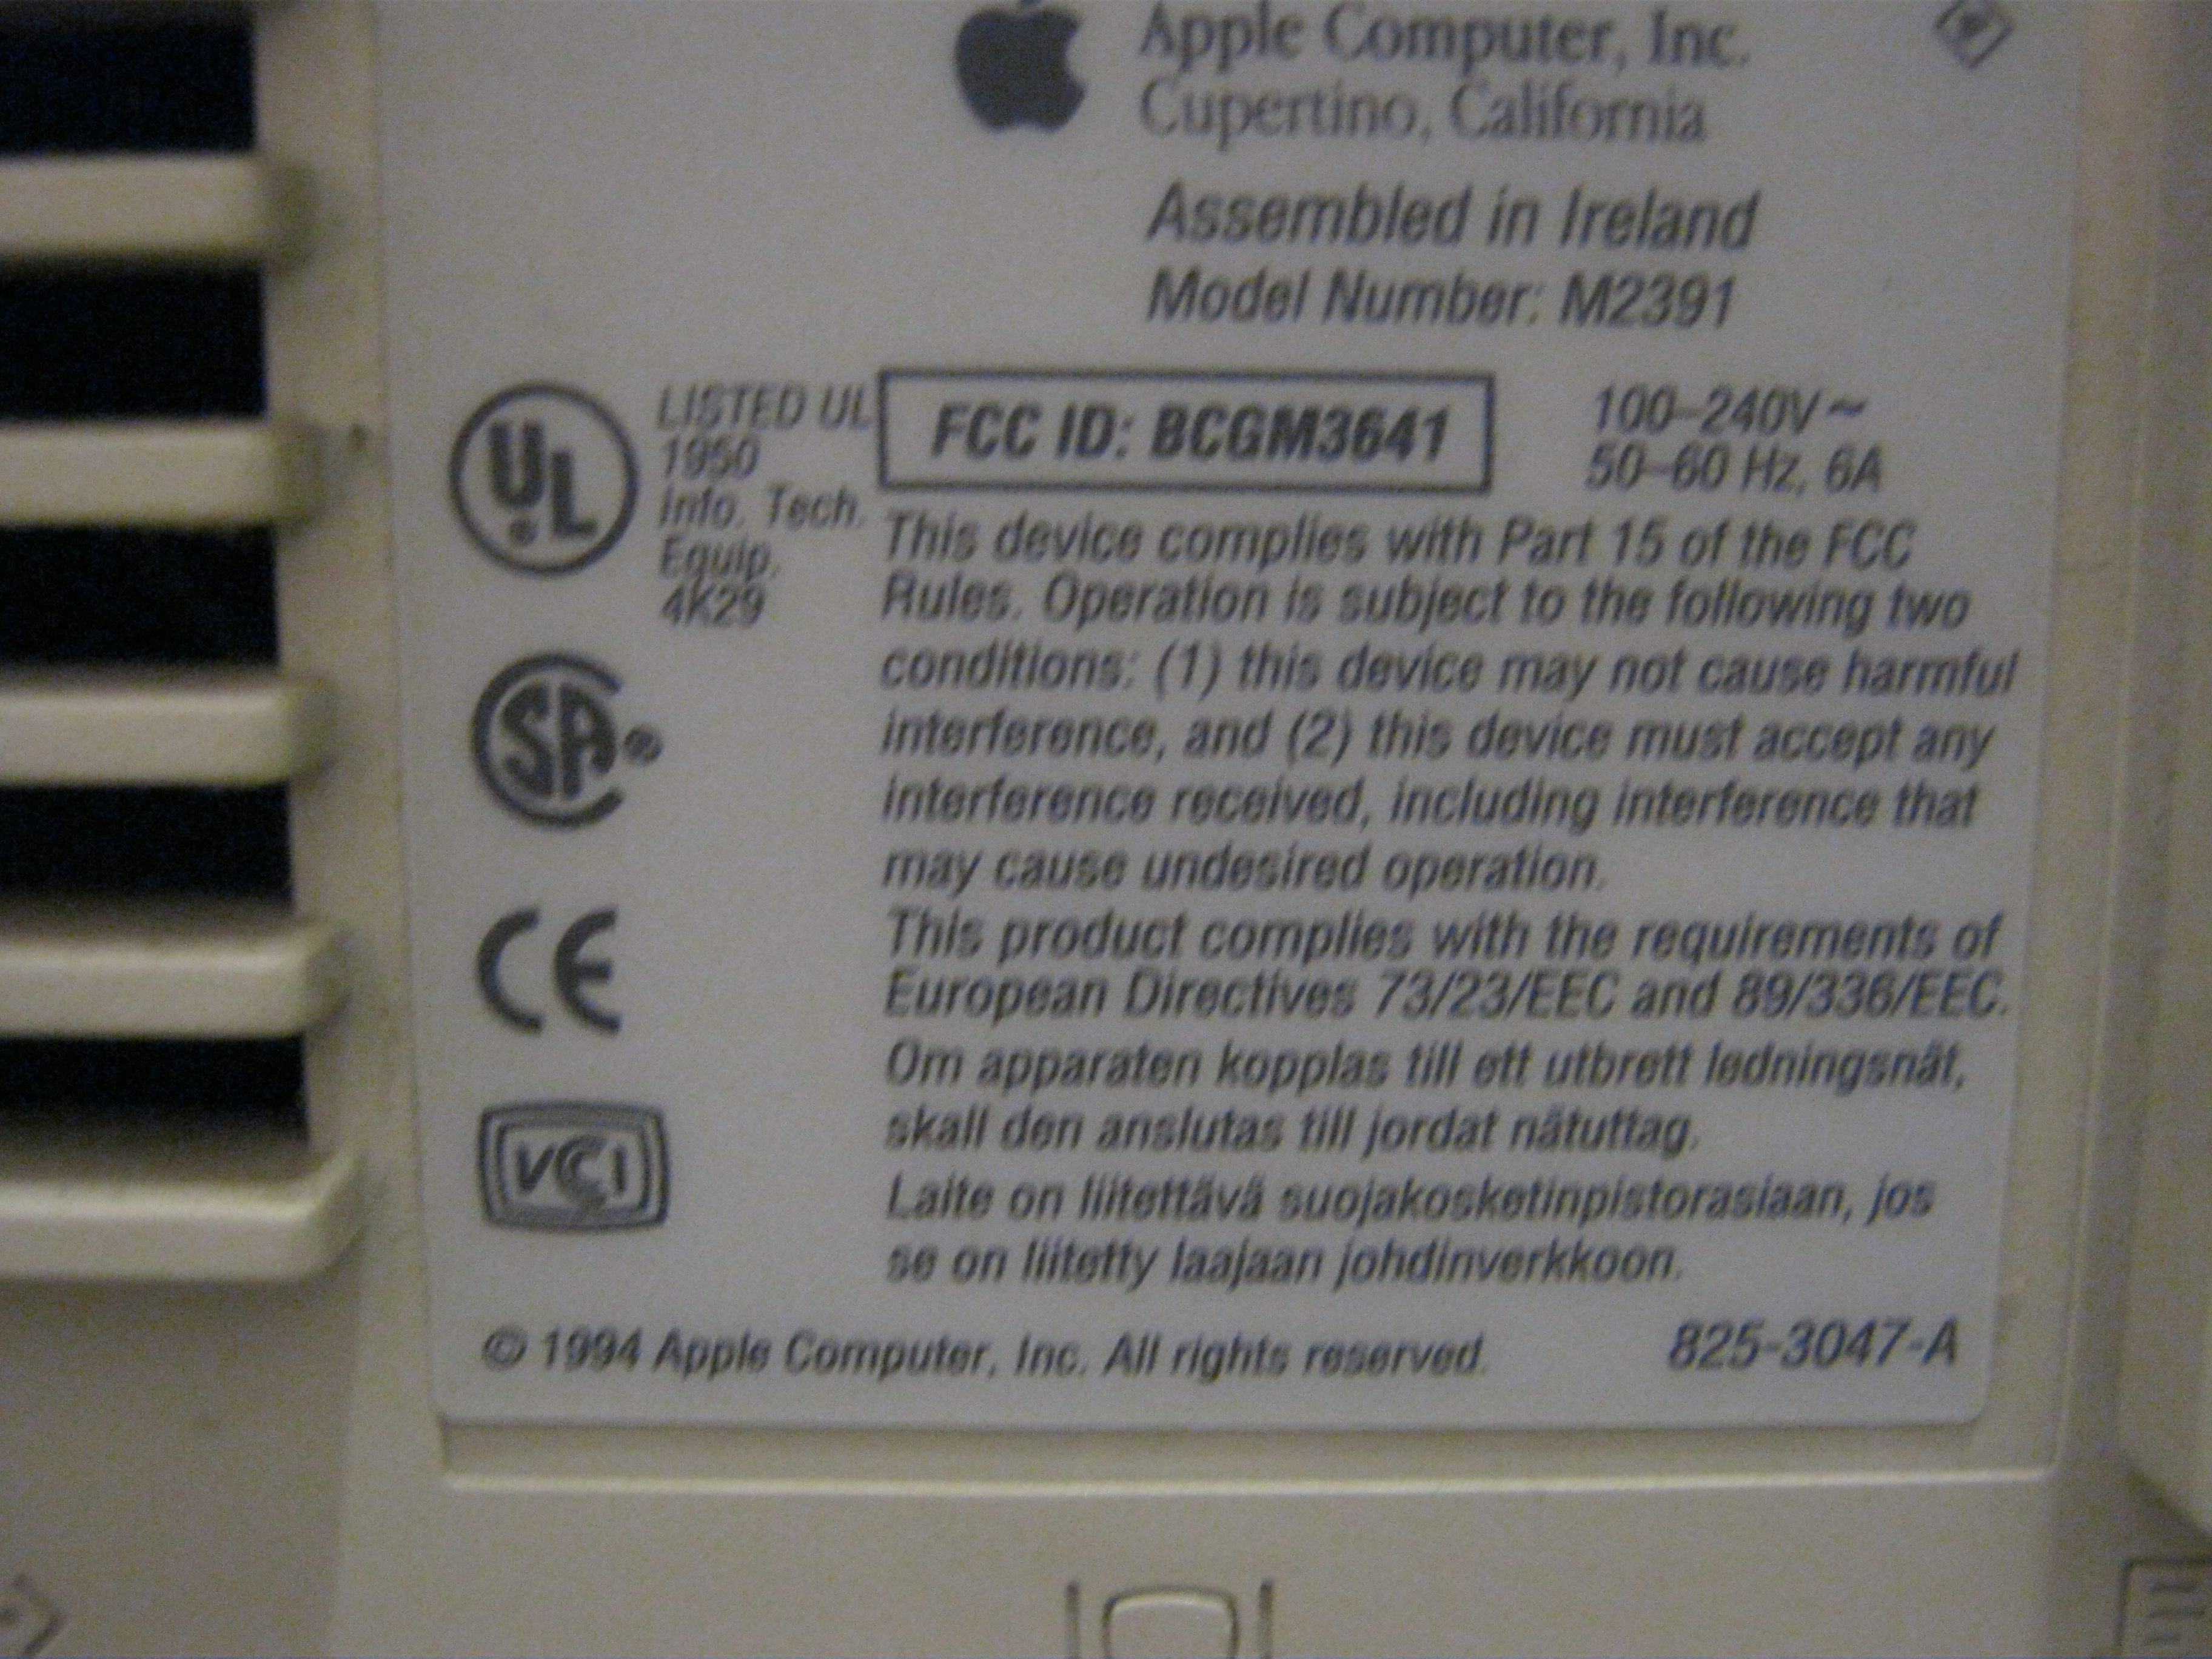 Apple Computer, Inc.
Cupertino, California
Assembled in Ireland
Model Number: M2391
UL
LISTED UL
1950
Info. Tech.
Equip.
4K29
FCC ID: BCGM3641
100–240V~
50–60 Hz, 6A
This device complies with Part 15 of the FCC
Rules. Operation is subject to the following two
conditions: (1) this device may not cause harmful
interference, and (2) this device must accept any
interference received, including interference that
may cause undesired operation.
SA®
CE
This product complies with the requirements of
European Directives 73/23/EEC and 89/336/EEC.
Om apparaten kopplas till ett utbrett ledningsnät,
skall den anslutas till jordat nätuttag.
VCI
Laite on liitettävä suojakosketinpistorasiaan, jos
se on liitetty laajaan johdinverkkoon.
© 1994 Apple Computer, Inc. All rights reserved.
825-3047-A